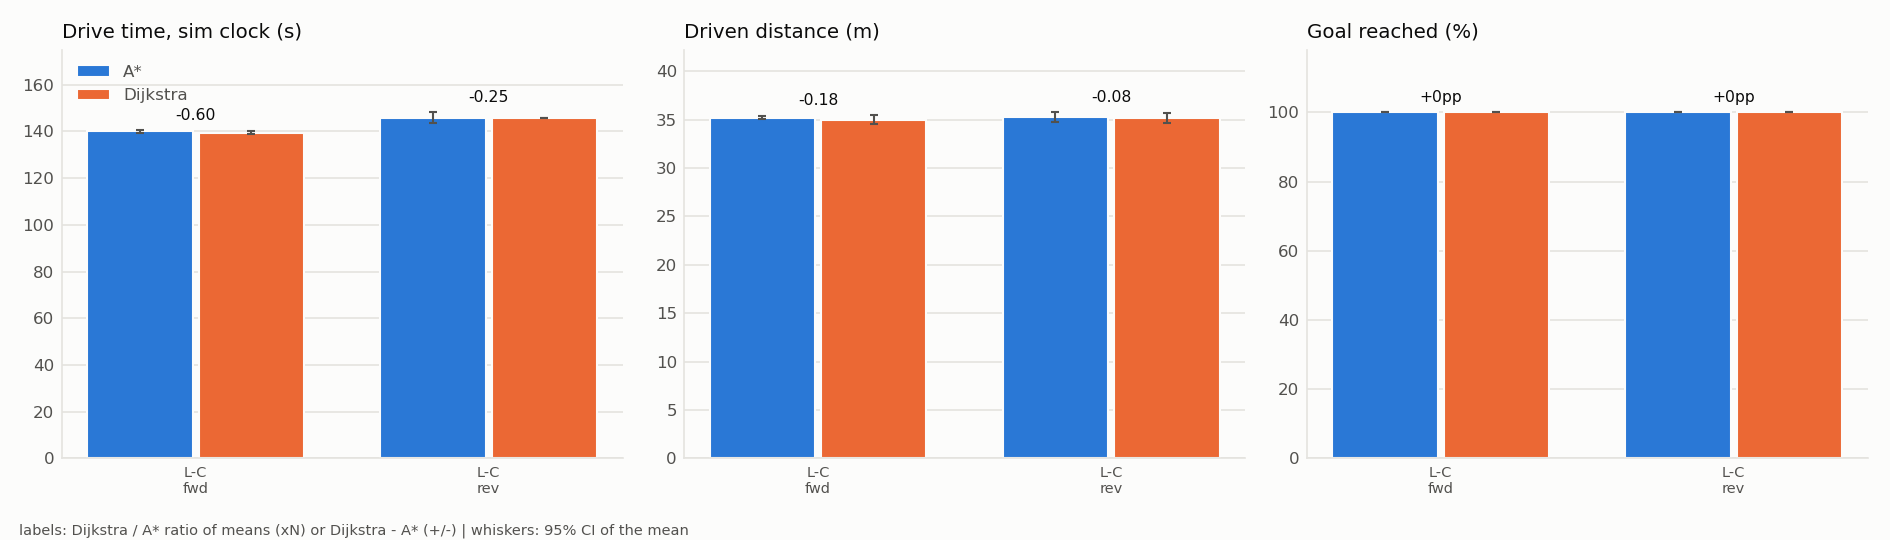 Drive time, sim clock (s)
A*
Dijkstra
-0.60
-0.25
160
140
120
100
80
60
40
20
0
L-C
fwd
L-C
rev
Driven distance (m)
-0.18
-0.08
40
35
30
25
20
15
10
5
0
L-C
fwd
L-C
rev
Goal reached (%)
+0pp
+0pp
100
80
60
40
20
0
L-C
fwd
L-C
rev
labels: Dijkstra / A* ratio of means (xN) or Dijkstra - A* (+/-) | whiskers: 95% CI of the mean